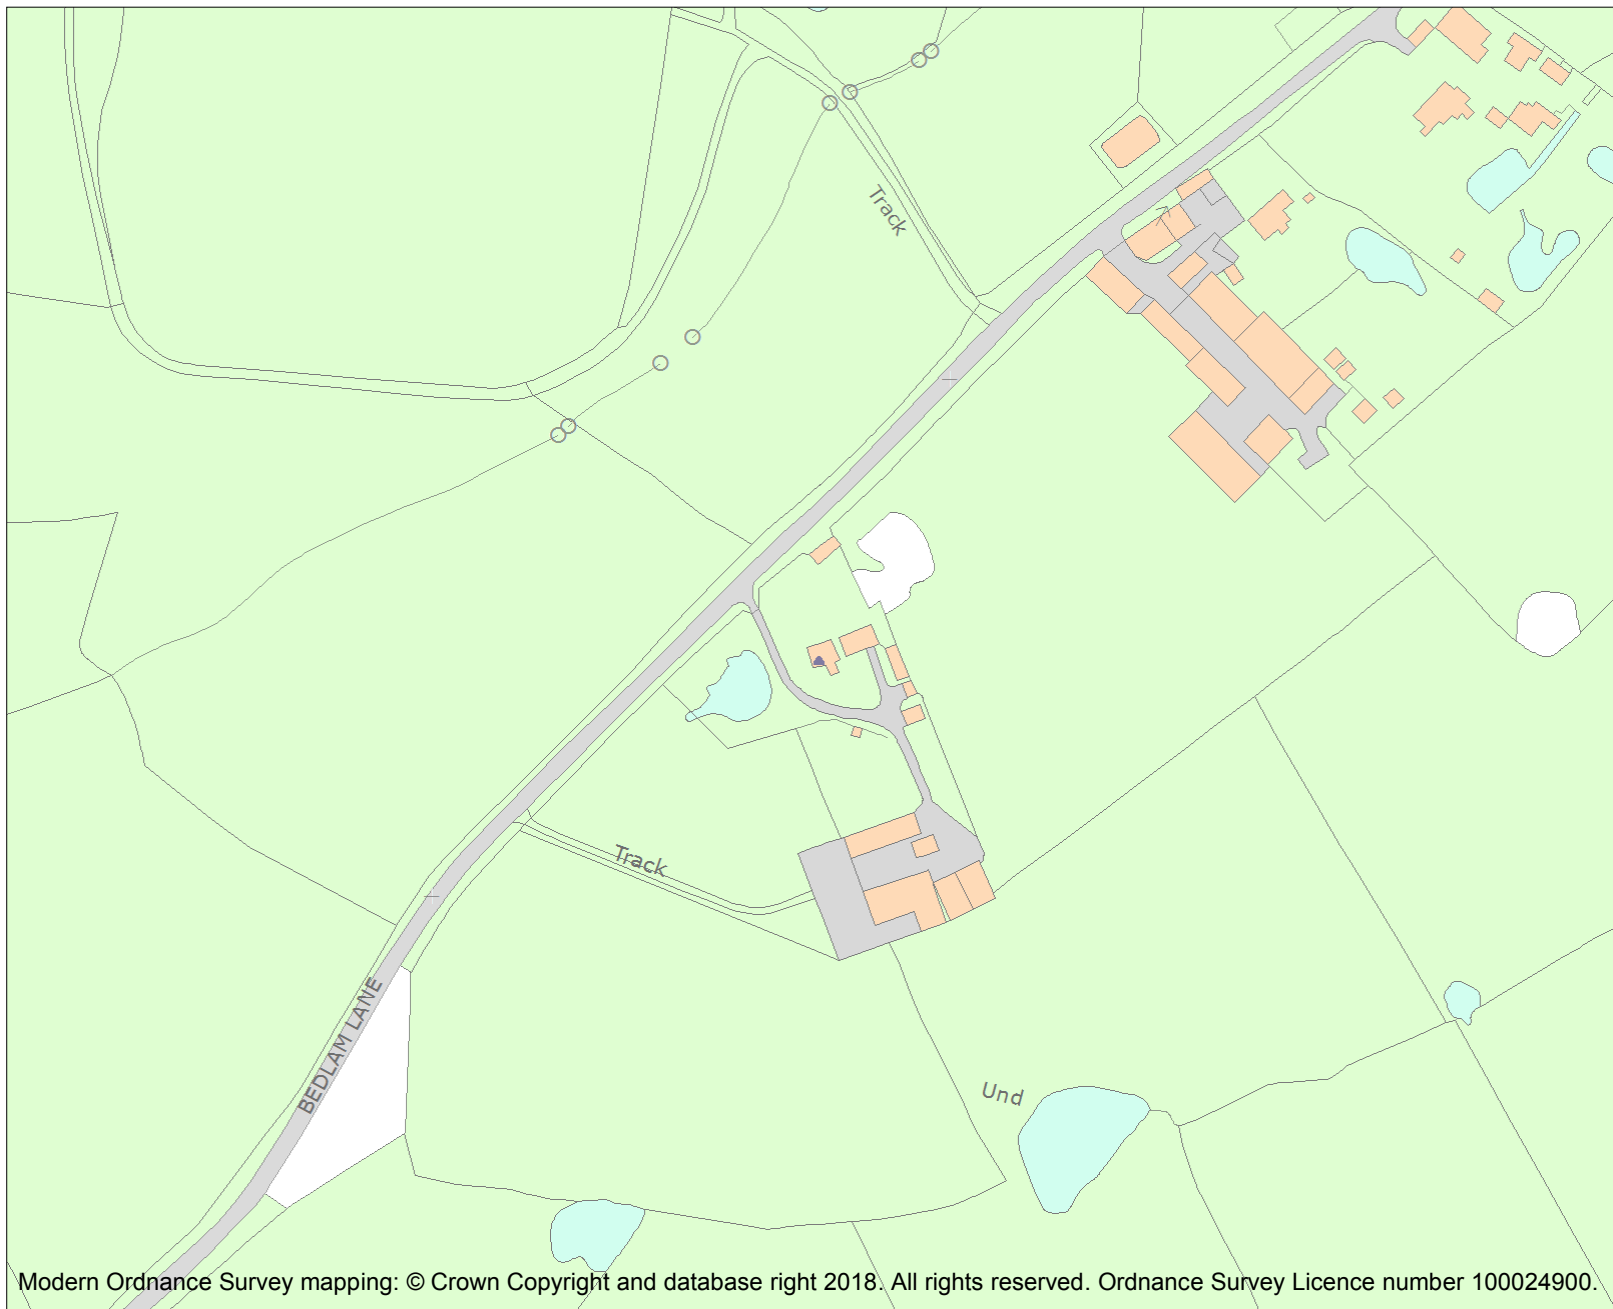 Track
Track
BEDLAM LANE
Und
Modern Ordnance Survey mapping: © Crown Copyright and database right 2018. All rights reserved. Ordnance Survey Licence number 100024900.